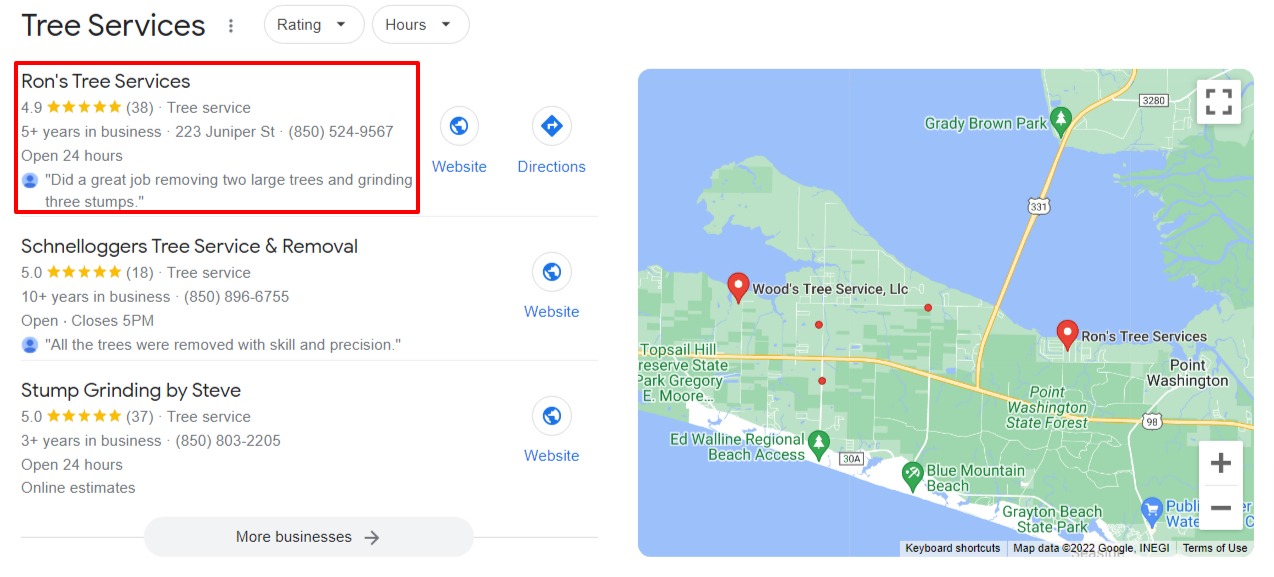 Tree Services
Rating
Hours
Ron's Tree Services
4.9 (38) · Tree service
5+ years in business · 223 Juniper St · (850) 524-9567
Open 24 hours
"Did a great job removing two large trees and grinding
three stumps."
Website
Directions
Schnelloggers Tree Service & Removal
5.0 (18) · Tree service
10+ years in business · (850) 896-6755
Open · Closes 5PM
"All the trees were removed with skill and precision."
Website
Stump Grinding by Steve
5.0 (37) · Tree service
3+ years in business · (850) 803-2205
Open 24 hours
Online estimates
Website
More businesses
3280
Grady Brown Park
331
Wood's Tree Service, Llc
Ron's Tree Services
Topsail Hill
reserve State
Park Gregory
E. Moore...
Point
Washington
Point
Washington
State Forest
98
Ed Walline Regional
Beach Access
30A
Blue Mountain
Beach
Grayton Beach
State Park
Keyboard shortcuts
Map data ©2022 Google, INEGI
Terms of Use